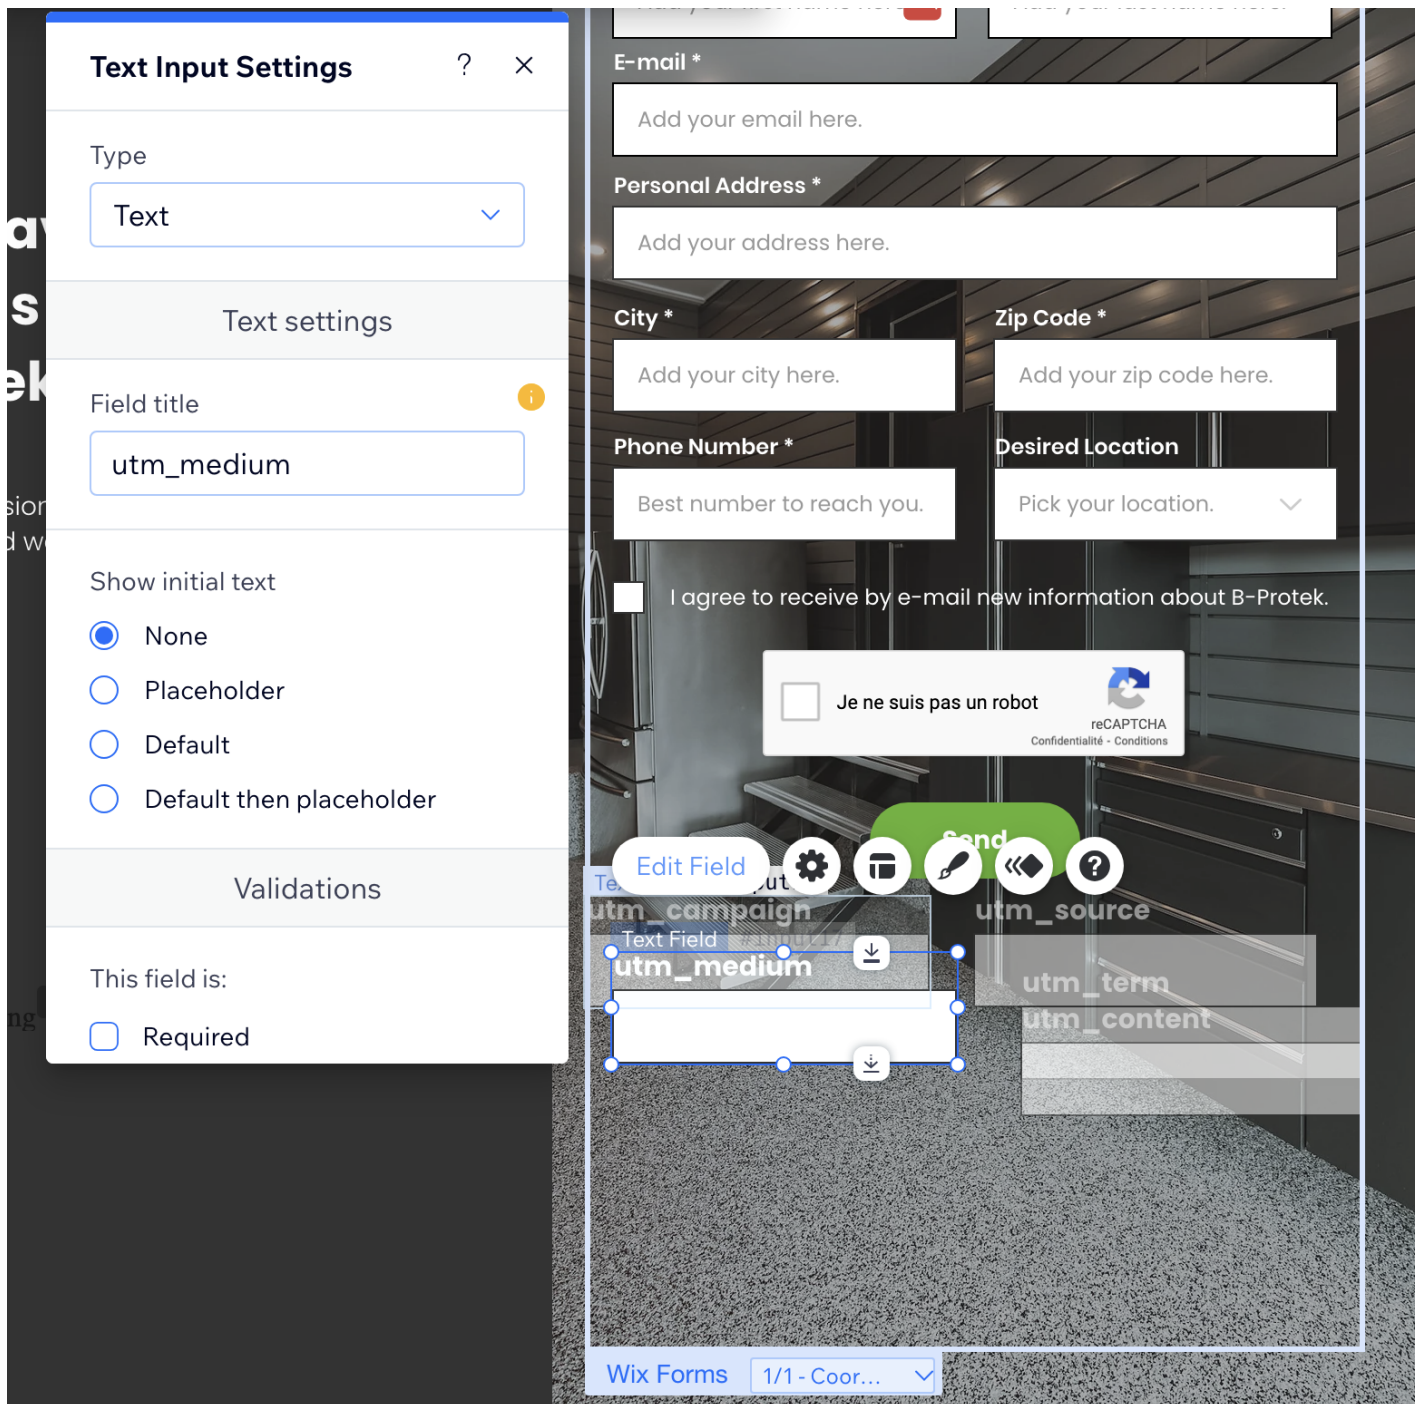 Text Input Settings
?
Type
Text
Text settings
Field title
utm_medium
Show initial text
None
Placeholder
Default
Default then placeholder
Validations
This field is:
Required
E-mail *
Add your email here.
Personal Address *
Add your address here.
City *
Zip Code *
Add your city here.
Add your zip code here.
Phone Number *
Desired Location
Best number to reach you.
Pick your location.
I agree to receive by e-mail new information about B-Protek.
Je ne suis pas un robot
reCAPTCHA
Confidentialité - Conditions
Send
Edit Field
?
utm_campaign
utm_source
Text Field
#input17
utm_medium
utm_term
utm_content
Wix Forms
1/1 - Coor...